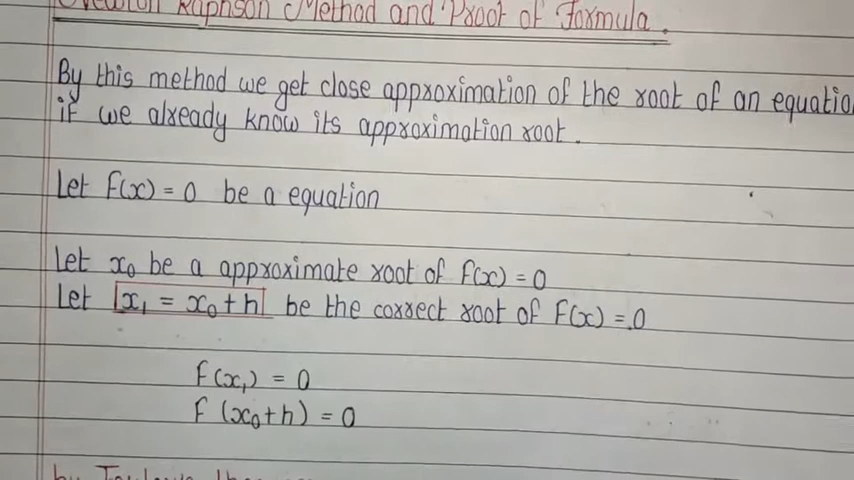 Newton Raphson Method and Proof of Formula.
By this method we get close approximation of the root of an equatio
if we already know its approximation root.
Let f(x) = 0 be a equation
Let x₀ be a approximate root of f(x) = 0
Let x₁ = x₀ + h be the correct root of f(x) = 0
f(x₁) = 0
f(x₀+h) = 0
by